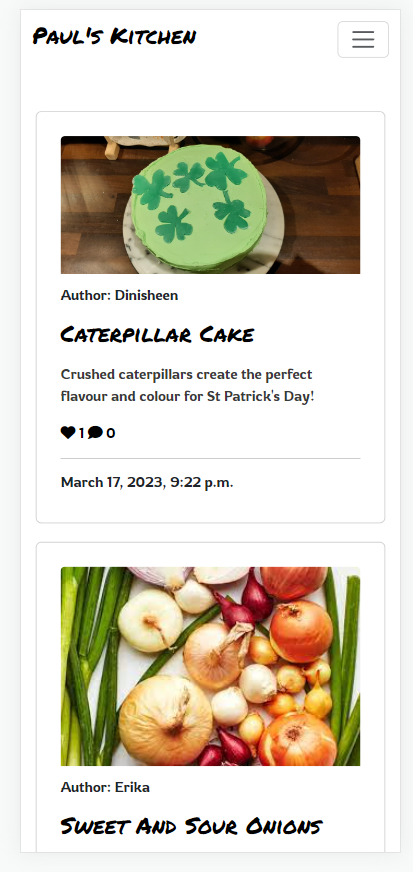 Paul's Kitchen
Author: Dinisheen
Caterpillar Cake
Crushed caterpillars create the perfect
flavour and colour for St Patrick's Day!
1 0
March 17, 2023, 9:22 p.m.
Author: Erika
Sweet And Sour Onions